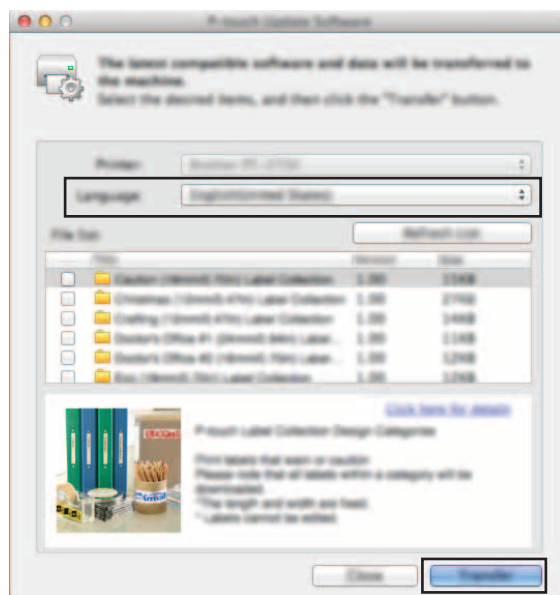 P-touch Update Software
The latest compatible software and data will be transferred to
the machine.
Select the desired items, and then click the "Transfer" button.
Printer:
Language: English(United States)
File list: Refresh List
Title Version Size
Caution (18mm/0.70in) Label Collection 1.00
Christmas (12mm/0.47in) Label Collection 1.00
Crafting (12mm/0.47in) Label Collection 1.00
Doctor's Office #1 (24mm/0.94in) Label... 1.00
Doctor's Office #2 (18mm/0.70in) Label... 1.00
Label Collection 1.00
Click here for details
P-touch Label Collection Design Categories
Print labels that warn or caution
Please note that all labels within a category will be
downloaded.
*The length and width are fixed.
* Labels cannot be edited.
Close Transfer